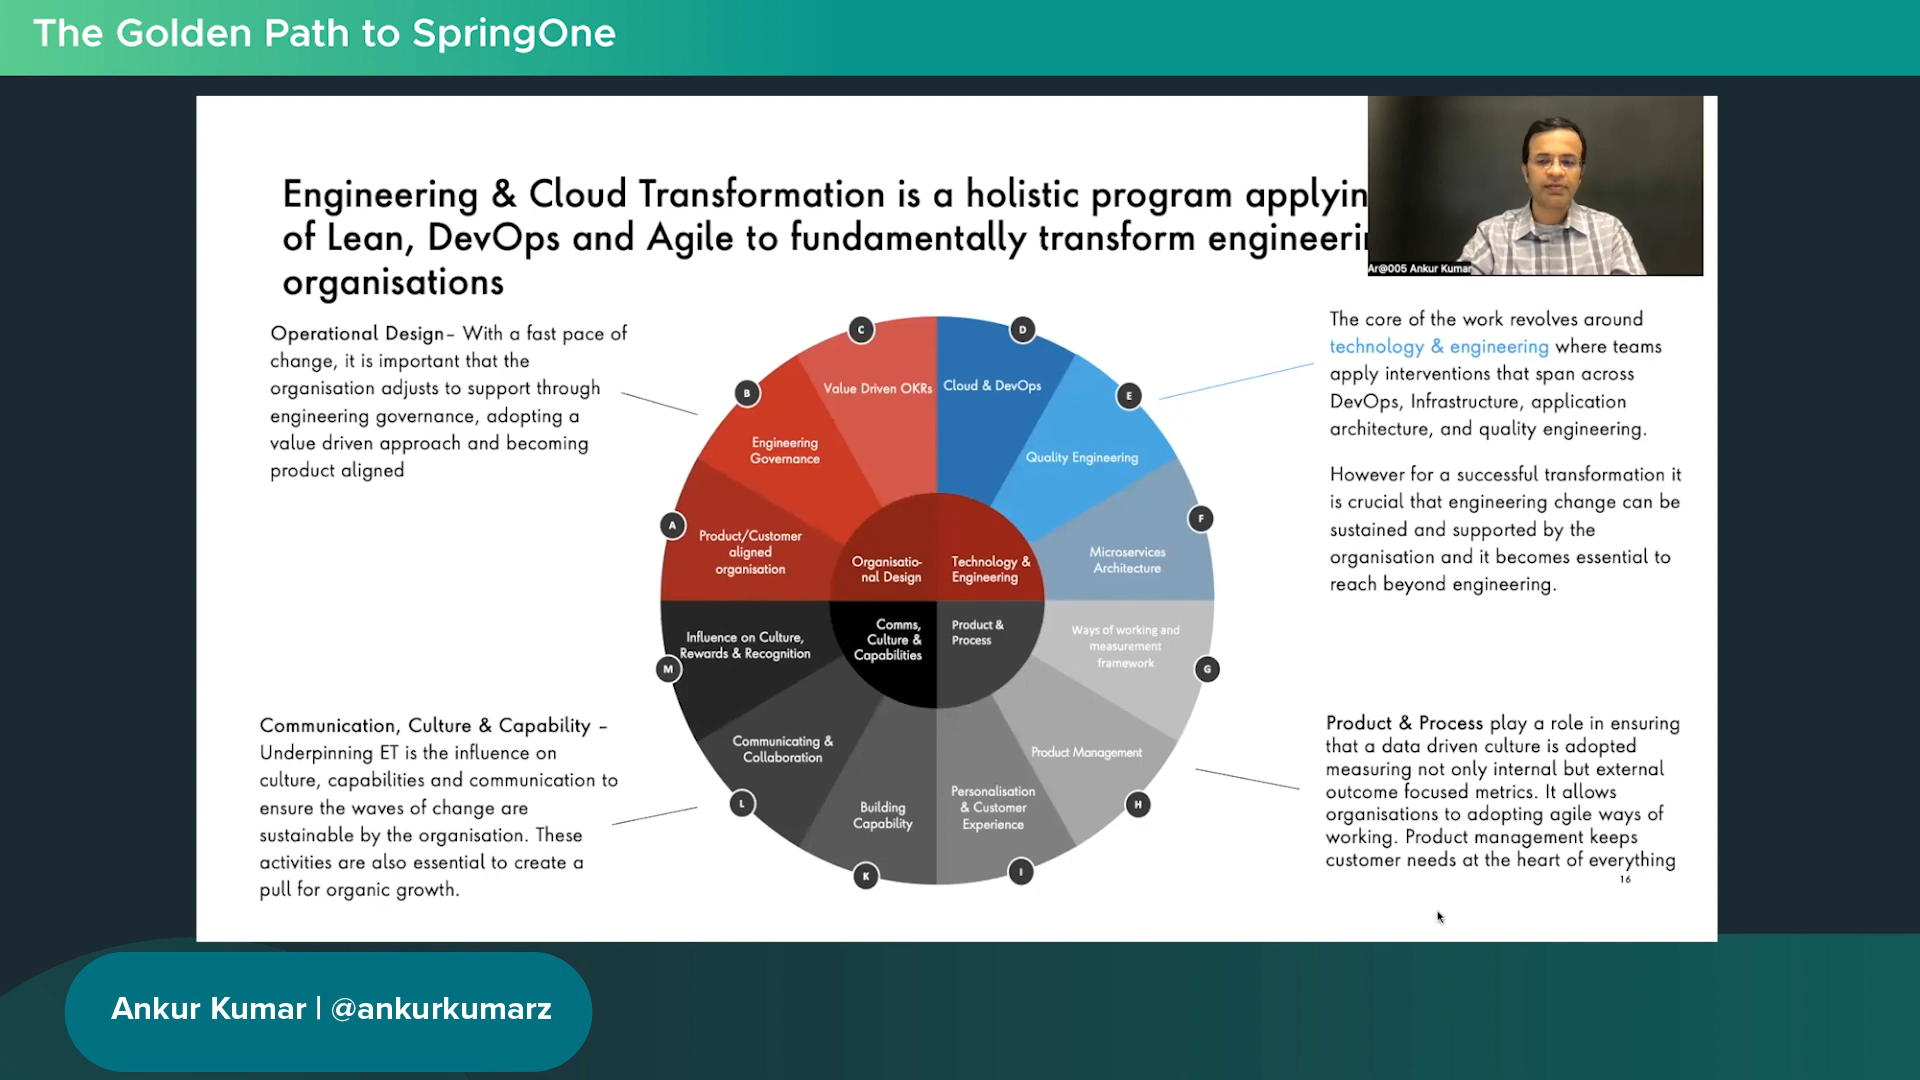 The Golden Path to SpringOne
Engineering & Cloud Transformation is a holistic program applyin
of Lean, DevOps and Agile to fundamentally transform engineeri
organisations
Ar@005 Ankur Kumar
Operational Design– With a fast pace of
change, it is important that the
organisation adjusts to support through
engineering governance, adopting a
value driven approach and becoming
product aligned
Communication, Culture & Capability –
Underpinning ET is the influence on
culture, capabilities and communication to
ensure the waves of change are
sustainable by the organisation. These
activities are also essential to create a
pull for organic growth.
C
Value Driven OKRs
D
Cloud & DevOps
B
Engineering
Governance
E
Quality Engineering
A
Product/Customer
aligned
organisation
F
Microservices
Architecture
Organisatio-
nal Design
Technology &
Engineering
Comms,
Culture &
Capabilities
Product &
Process
M
Influence on Culture,
Rewards & Recognition
G
Ways of working and
measurement
framework
L
Communicating &
Collaboration
H
Product Management
K
Building
Capability
I
Personalisation
& Customer
Experience
The core of the work revolves around
technology & engineering where teams
apply interventions that span across
DevOps, Infrastructure, application
architecture, and quality engineering.
However for a successful transformation it
is crucial that engineering change can be
sustained and supported by the
organisation and it becomes essential to
reach beyond engineering.
Product & Process play a role in ensuring
that a data driven culture is adopted
measuring not only internal but external
outcome focused metrics. It allows
organisations to adopting agile ways of
working. Product management keeps
customer needs at the heart of everything
16
Ankur Kumar | @ankurkumarz